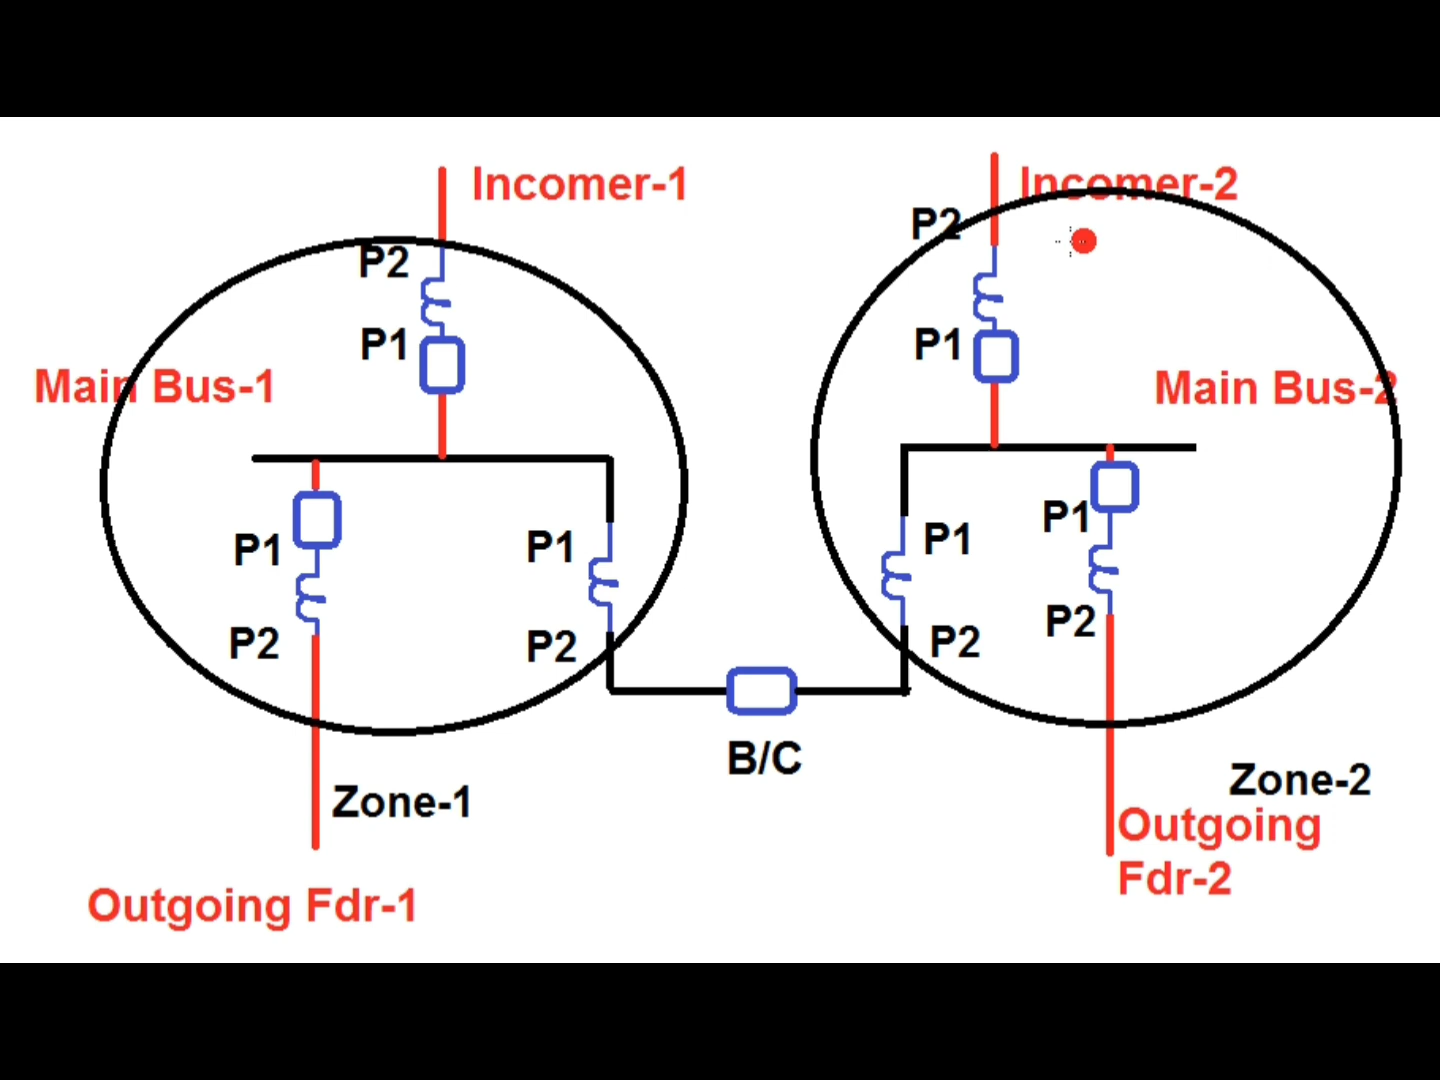 Incomer-1
Incomer-2
P2
P2
P1
P1
Main Bus-1
Main Bus-2
P1
P1
P1
P1
P2
P2
P2
P2
B/C
Zone-1
Zone-2
Outgoing
Fdr-2
Outgoing Fdr-1